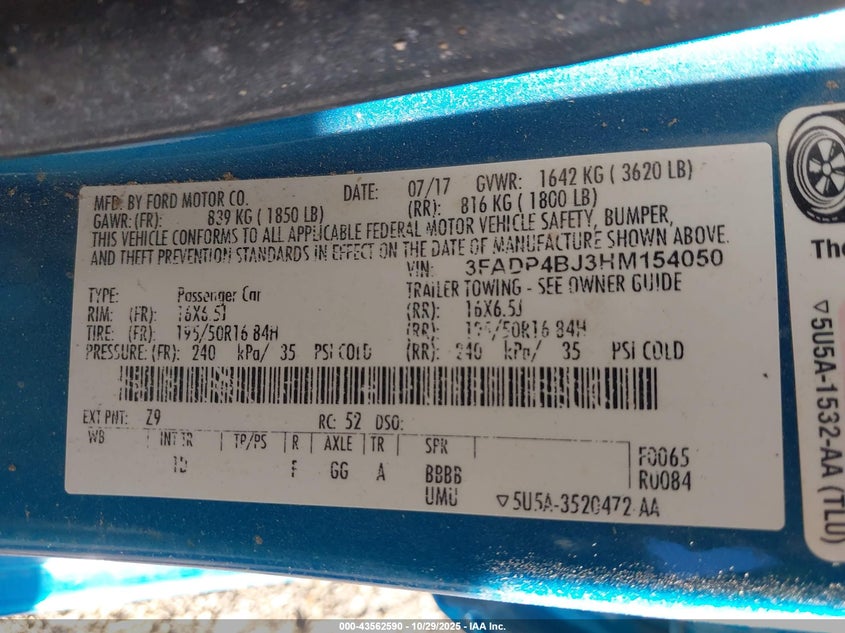 MFD. BY FORD MOTOR CO. DATE: 07/17 GVWR: 1642 KG ( 3620 LB)
GAWR:(FR): 839 KG ( 1850 LB) (RR): 816 KG ( 1800 LB)
THIS VEHICLE CONFORMS TO ALL APPLICABLE FEDERAL MOTOR VEHICLE SAFETY, BUMPER,
AND THEFT PREVENTION STANDARDS IN EFFECT ON THE DATE OF MANUFACTURE SHOWN ABOVE.
VIN: 3FADP4BJ3HM154050
TYPE: Passenger Car TRAILER TOWING - SEE OWNER GUIDE
RIM: (FR): 16X6.5J (RR): 16X6.5J
TIRE: (FR): 195/50R16 84H (RR): 195/50R16 84H
PRESSURE: (FR): 240 kPa/ 35 PSI COLD (RR): 240 kPa/ 35 PSI COLD
EXT PNT: Z9 RC: 52 DSO:
WB INT TR TP/PS R AXLE TR SPR F0065
1D F GG A BBBB R0084
UMU ▽5U5A-3520472-AA
The
▽5U5A-1532-AA (TLU)
000-43562590 - 10/29/2025 - IAA Inc.